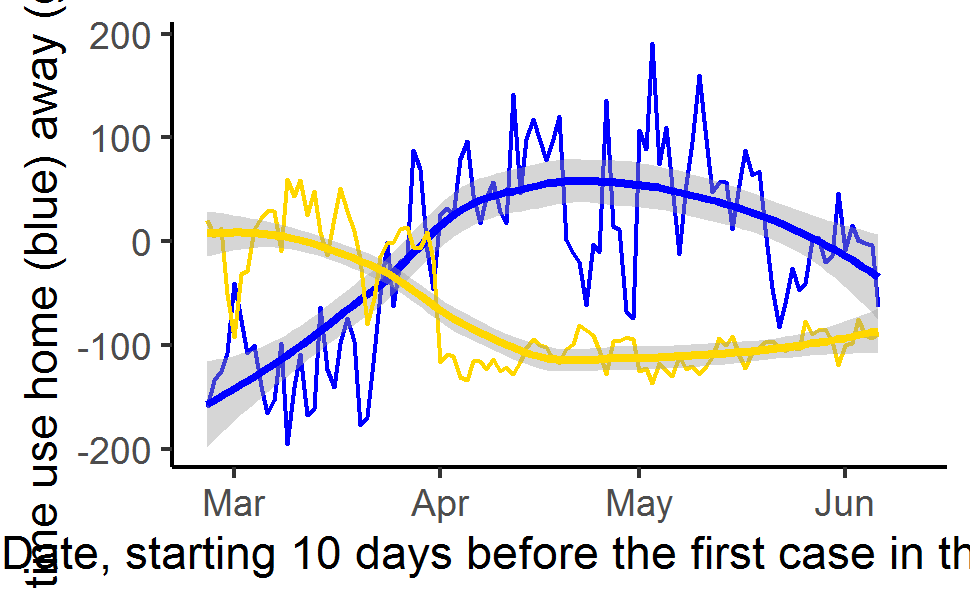 time use home (blue) away (
200
100
0
-100
-200
Mar Apr May Jun
Date, starting 10 days before the first case in th